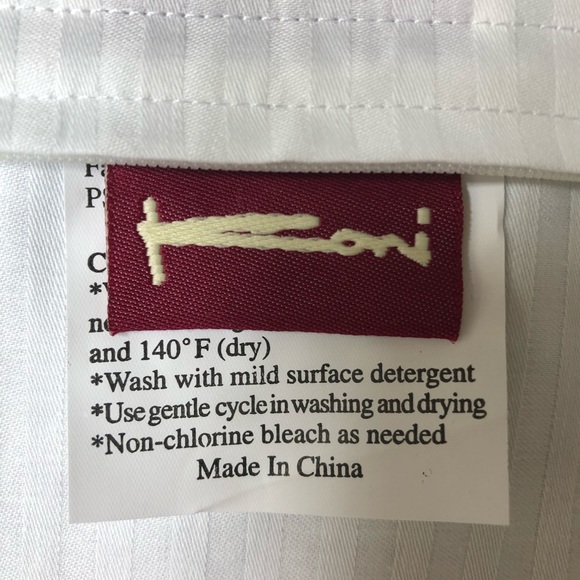 Koni
and 140°F (dry)
*Wash with mild surface detergent
*Use gentle cycle in washing and drying
*Non-chlorine bleach as needed
Made In China